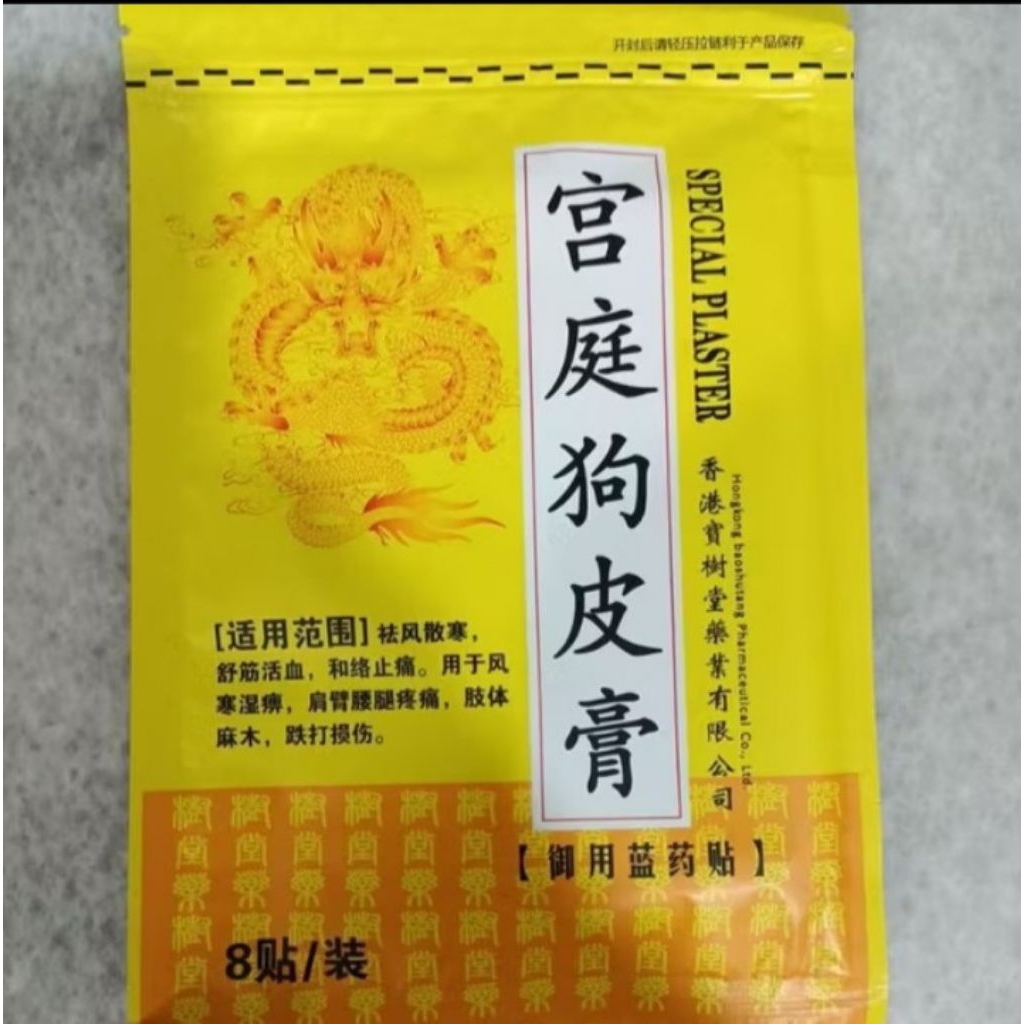 开封后请轻压拉链利于产品保存
宫庭狗皮膏
SPECIAL PLASTER
香港寶樹堂藥業有限公司
Hongkong baoshutang Pharmaceutical Co., Ltd
[适用范围] 祛风散寒，
舒筋活血，和络止痛。用于风
寒湿痹，肩臂腰腿疼痛，肢体
麻木，跌打损伤。
【御用蓝药贴】
8贴/装